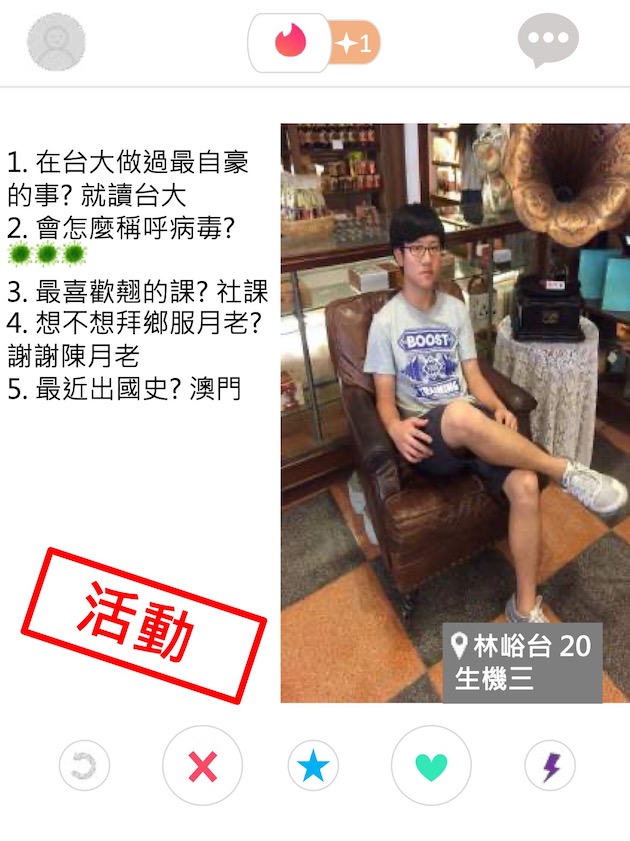 1
1. 在台大做過最自豪
的事? 就讀台大
2. 會怎麼稱呼病毒?
3. 最喜歡翹的課? 社課
4. 想不想拜鄉服月老?
謝謝陳月老
5. 最近出國史? 澳門
BOOST
TRAINING
活動
林峪台 20
生機三